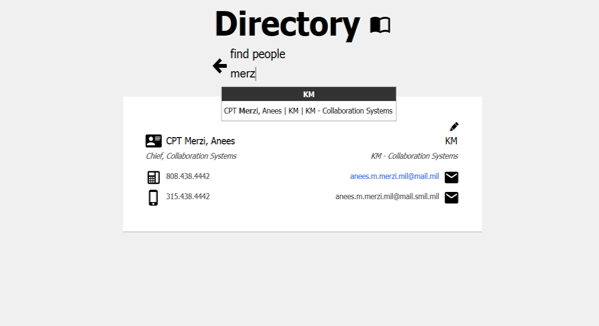 Directory
find people
merz
KM
CPT Merzi, Anees | KM | KM - Collaboration Systems
CPT Merzi, Anees
KM
Chief, Collaboration Systems
KM - Collaboration Systems
808.438.4442
anees.m.merzi.mil@mail.mil
315.438.4442
anees.m.merzi.mil@mail.smil.mil